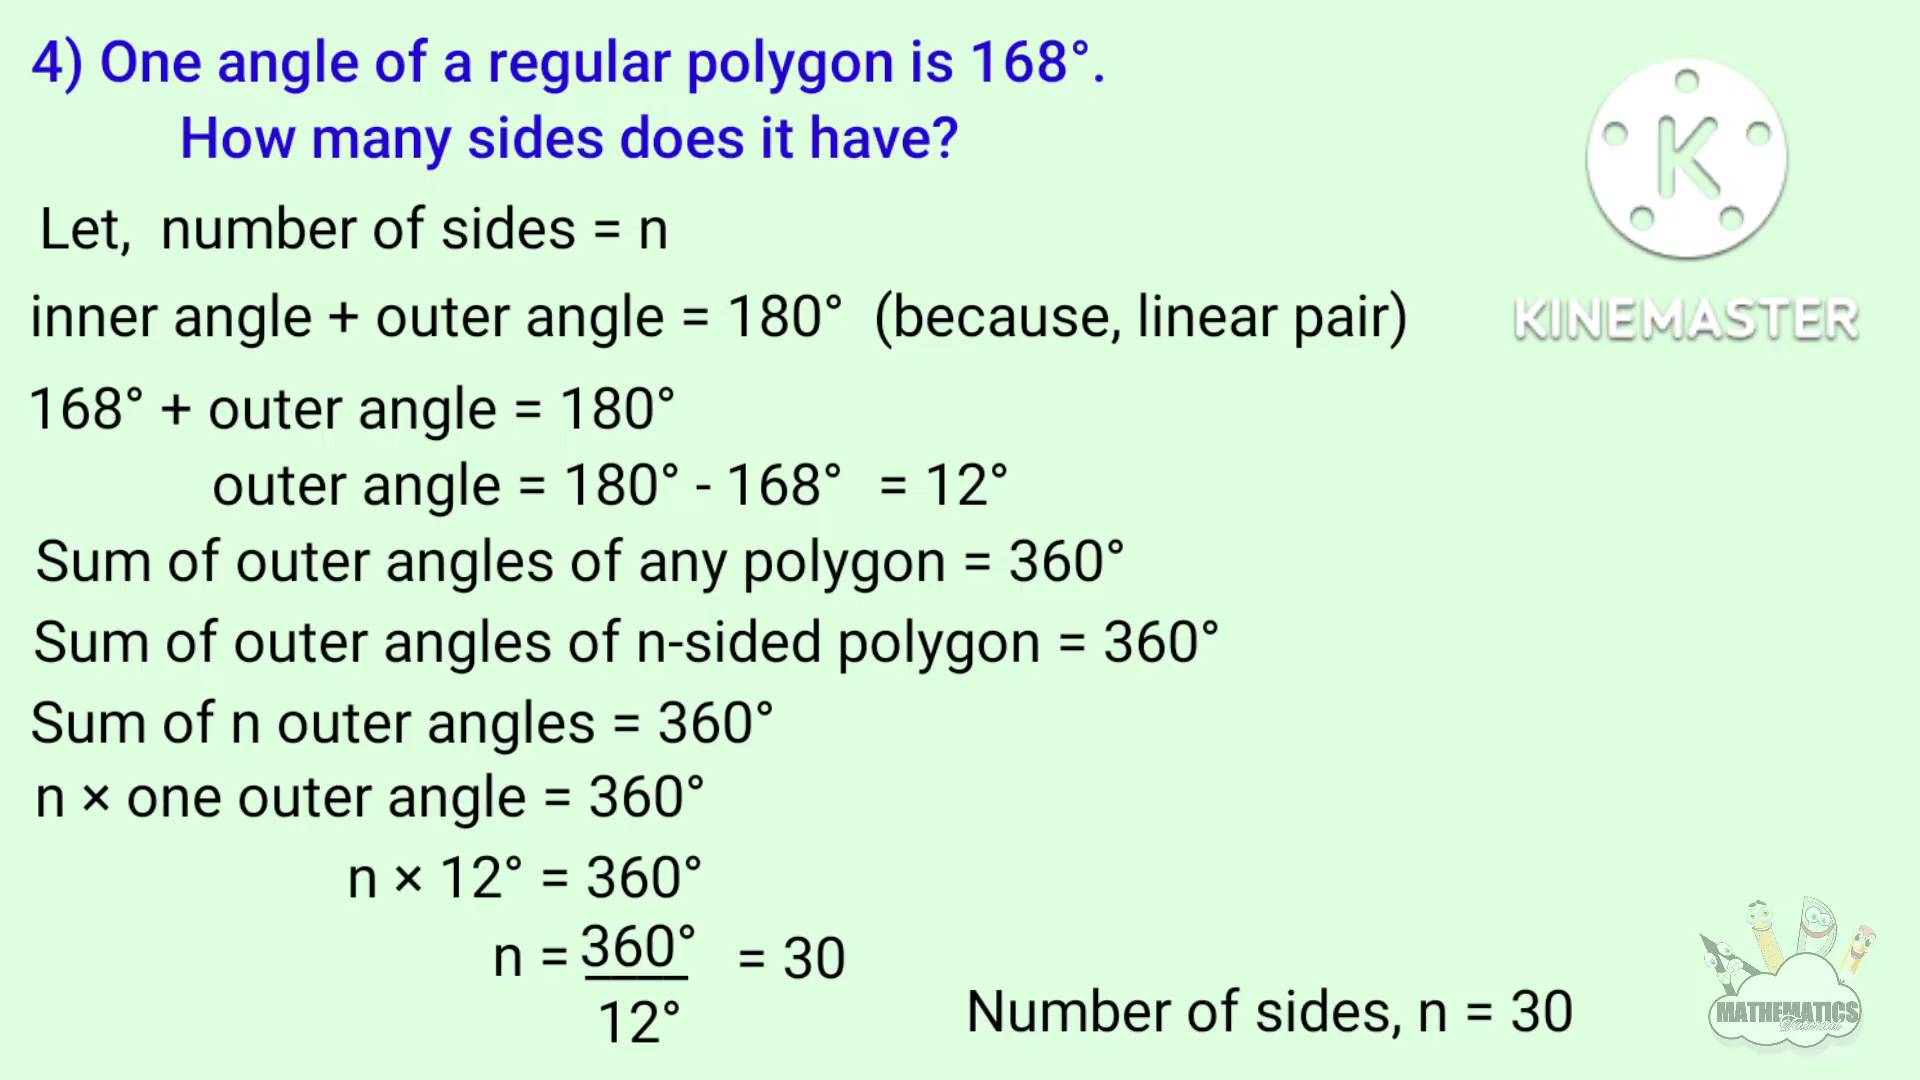 4) One angle of a regular polygon is 168°.
How many sides does it have?
Let, number of sides = n
inner angle + outer angle = 180° (because, linear pair)
168° + outer angle = 180°
outer angle = 180° - 168° = 12°
Sum of outer angles of any polygon = 360°
Sum of outer angles of n-sided polygon = 360°
Sum of n outer angles = 360°
n × one outer angle = 360°
n × 12° = 360°
n = 360° = 30
12°
Number of sides, n = 30
K
KINEMASTER
MATHEMATICS
Tutorial